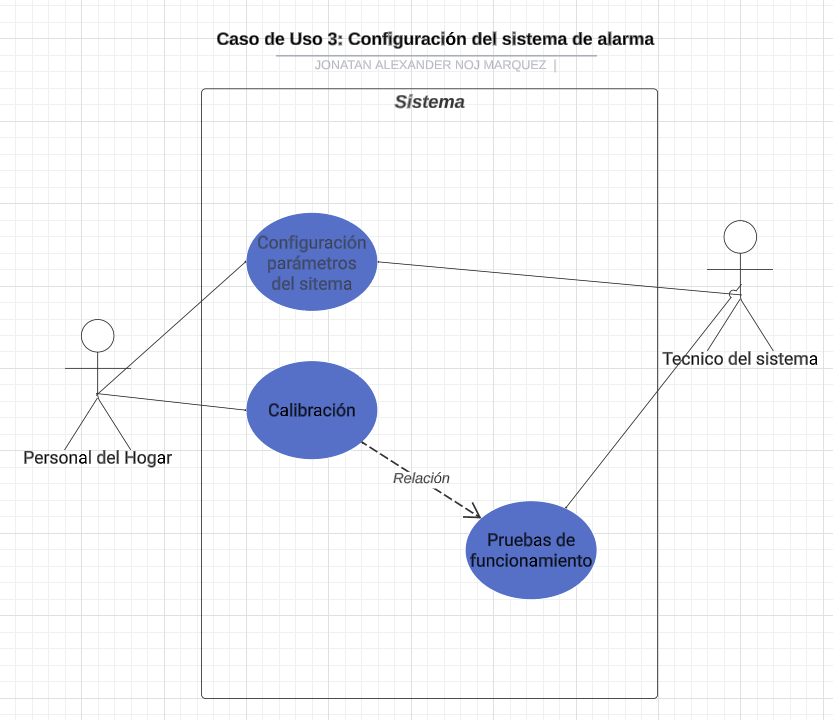 Caso de Uso 3: Configuración del sistema de alarma
JONATAN ALEXANDER NOJ MARQUEZ |
Sistema
Configuración
parámetros
del sitema
Tecnico del sistema
Calibración
Personal del Hogar
Relación
Pruebas de
funcionamiento